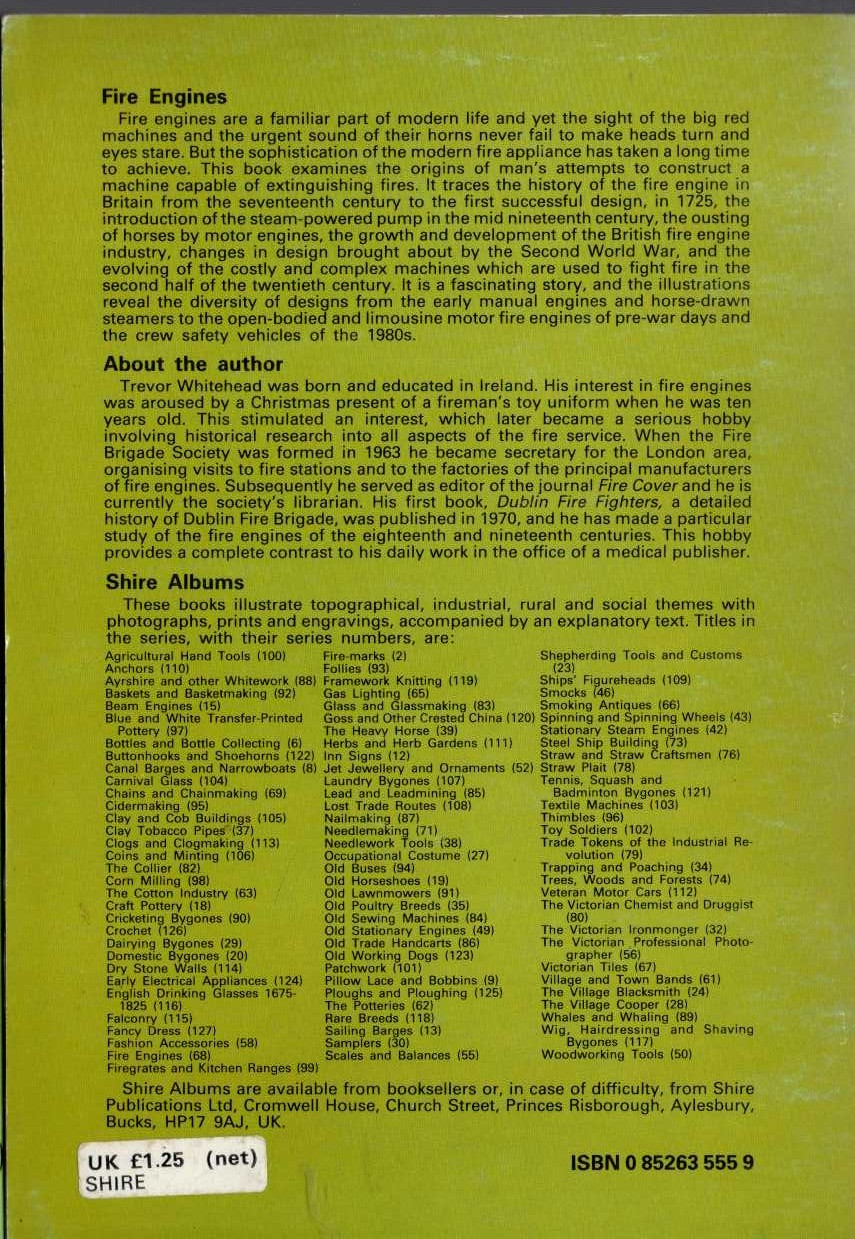 Fire Engines
Fire engines are a familiar part of modern life and yet the sight of the big red
machines and the urgent sound of their horns never fail to make heads turn and
eyes stare. But the sophistication of the modern fire appliance has taken a long time
to achieve. This book examines the origins of man's attempts to construct a
machine capable of extinguishing fires. It traces the history of the fire engine in
Britain from the seventeenth century to the first successful design, in 1725, the
introduction of the steam-powered pump in the mid nineteenth century, the ousting
of horses by motor engines, the growth and development of the British fire engine
industry, changes in design brought about by the Second World War, and the
evolving of the costly and complex machines which are used to fight fire in the
second half of the twentieth century. It is a fascinating story, and the illustrations
reveal the diversity of designs from the early manual engines and horse-drawn
steamers to the open-bodied and limousine motor fire engines of pre-war days and
the crew safety vehicles of the 1980s.
About the author
Trevor Whitehead was born and educated in Ireland. His interest in fire engines
was aroused by a Christmas present of a fireman's toy uniform when he was ten
years old. This stimulated an interest, which later became a serious hobby
involving historical research into all aspects of the fire service. When the Fire
Brigade Society was formed in 1963 he became secretary for the London area,
organising visits to fire stations and to the factories of the principal manufacturers
of fire engines. Subsequently he served as editor of the journal Fire Cover and he is
currently the society's librarian. His first book, Dublin Fire Fighters, a detailed
history of Dublin Fire Brigade, was published in 1970, and he has made a particular
study of the fire engines of the eighteenth and nineteenth centuries. This hobby
provides a complete contrast to his daily work in the office of a medical publisher.
Shire Albums
These books illustrate topographical, industrial, rural and social themes with
photographs, prints and engravings, accompanied by an explanatory text. Titles in
the series, with their series numbers, are:
Agricultural Hand Tools (100)
Anchors (110)
Ayrshire and other Whitework (88)
Baskets and Basketmaking (92)
Beam Engines (15)
Blue and White Transfer-Printed
Pottery (97)
Bottles and Bottle Collecting (6)
Buttonhooks and Shoehorns (122)
Canal Barges and Narrowboats (8)
Carnival Glass (104)
Chains and Chainmaking (69)
Cidermaking (95)
Clay and Cob Buildings (105)
Clay Tobacco Pipes (37)
Clogs and Clogmaking (113)
Coins and Minting (106)
The Collier (82)
Corn Milling (98)
The Cotton Industry (63)
Craft Pottery (18)
Cricketing Bygones (90)
Crochet (126)
Dairying Bygones (29)
Domestic Bygones (20)
Dry Stone Walls (114)
Early Electrical Appliances (124)
English Drinking Glasses 1675-
1825 (116)
Falconry (115)
Fancy Dress (127)
Fashion Accessories (58)
Fire Engines (68)
Firegrates and Kitchen Ranges (99)
Fire-marks (2)
Follies (93)
Framework Knitting (119)
Gas Lighting (65)
Glass and Glassmaking (83)
Goss and Other Crested China (120)
The Heavy Horse (39)
Herbs and Herb Gardens (111)
Inn Signs (12)
Jet Jewellery and Ornaments (52)
Laundry Bygones (107)
Lead and Leadmining (85)
Lost Trade Routes (108)
Nailmaking (87)
Needlemaking (71)
Needlework Tools (38)
Occupational Costume (27)
Old Buses (94)
Old Horseshoes (19)
Old Lawnmowers (91)
Old Poultry Breeds (35)
Old Sewing Machines (84)
Old Stationary Engines (49)
Old Trade Handcarts (86)
Old Working Dogs (123)
Patchwork (101)
Pillow Lace and Bobbins (9)
Ploughs and Ploughing (125)
The Potteries (62)
Rare Breeds (118)
Sailing Barges (13)
Samplers (30)
Scales and Balances (55)
Shepherding Tools and Customs
(23)
Ships' Figureheads (109)
Smocks (46)
Smoking Antiques (66)
Spinning and Spinning Wheels (43)
Stationary Steam Engines (42)
Steel Ship Building (73)
Straw and Straw Craftsmen (76)
Straw Plait (78)
Tennis, Squash and
Badminton Bygones (121)
Textile Machines (103)
Thimbles (96)
Toy Soldiers (102)
Trade Tokens of the Industrial Re-
volution (79)
Trapping and Poaching (34)
Trees, Woods and Forests (74)
Veteran Motor Cars (112)
The Victorian Chemist and Druggist
(80)
The Victorian Ironmonger (32)
The Victorian Professional Photo-
grapher (56)
Victorian Tiles (67)
Village and Town Bands (61)
The Village Blacksmith (24)
The Village Cooper (28)
Whales and Whaling (89)
Wig, Hairdressing and Shaving
Bygones (117)
Woodworking Tools (50)
Shire Albums are available from booksellers or, in case of difficulty, from Shire
Publications Ltd, Cromwell House, Church Street, Princes Risborough, Aylesbury,
Bucks, HP17 9AJ, UK.
UK £1.25 (net)
SHIRE
ISBN 0 85263 555 9